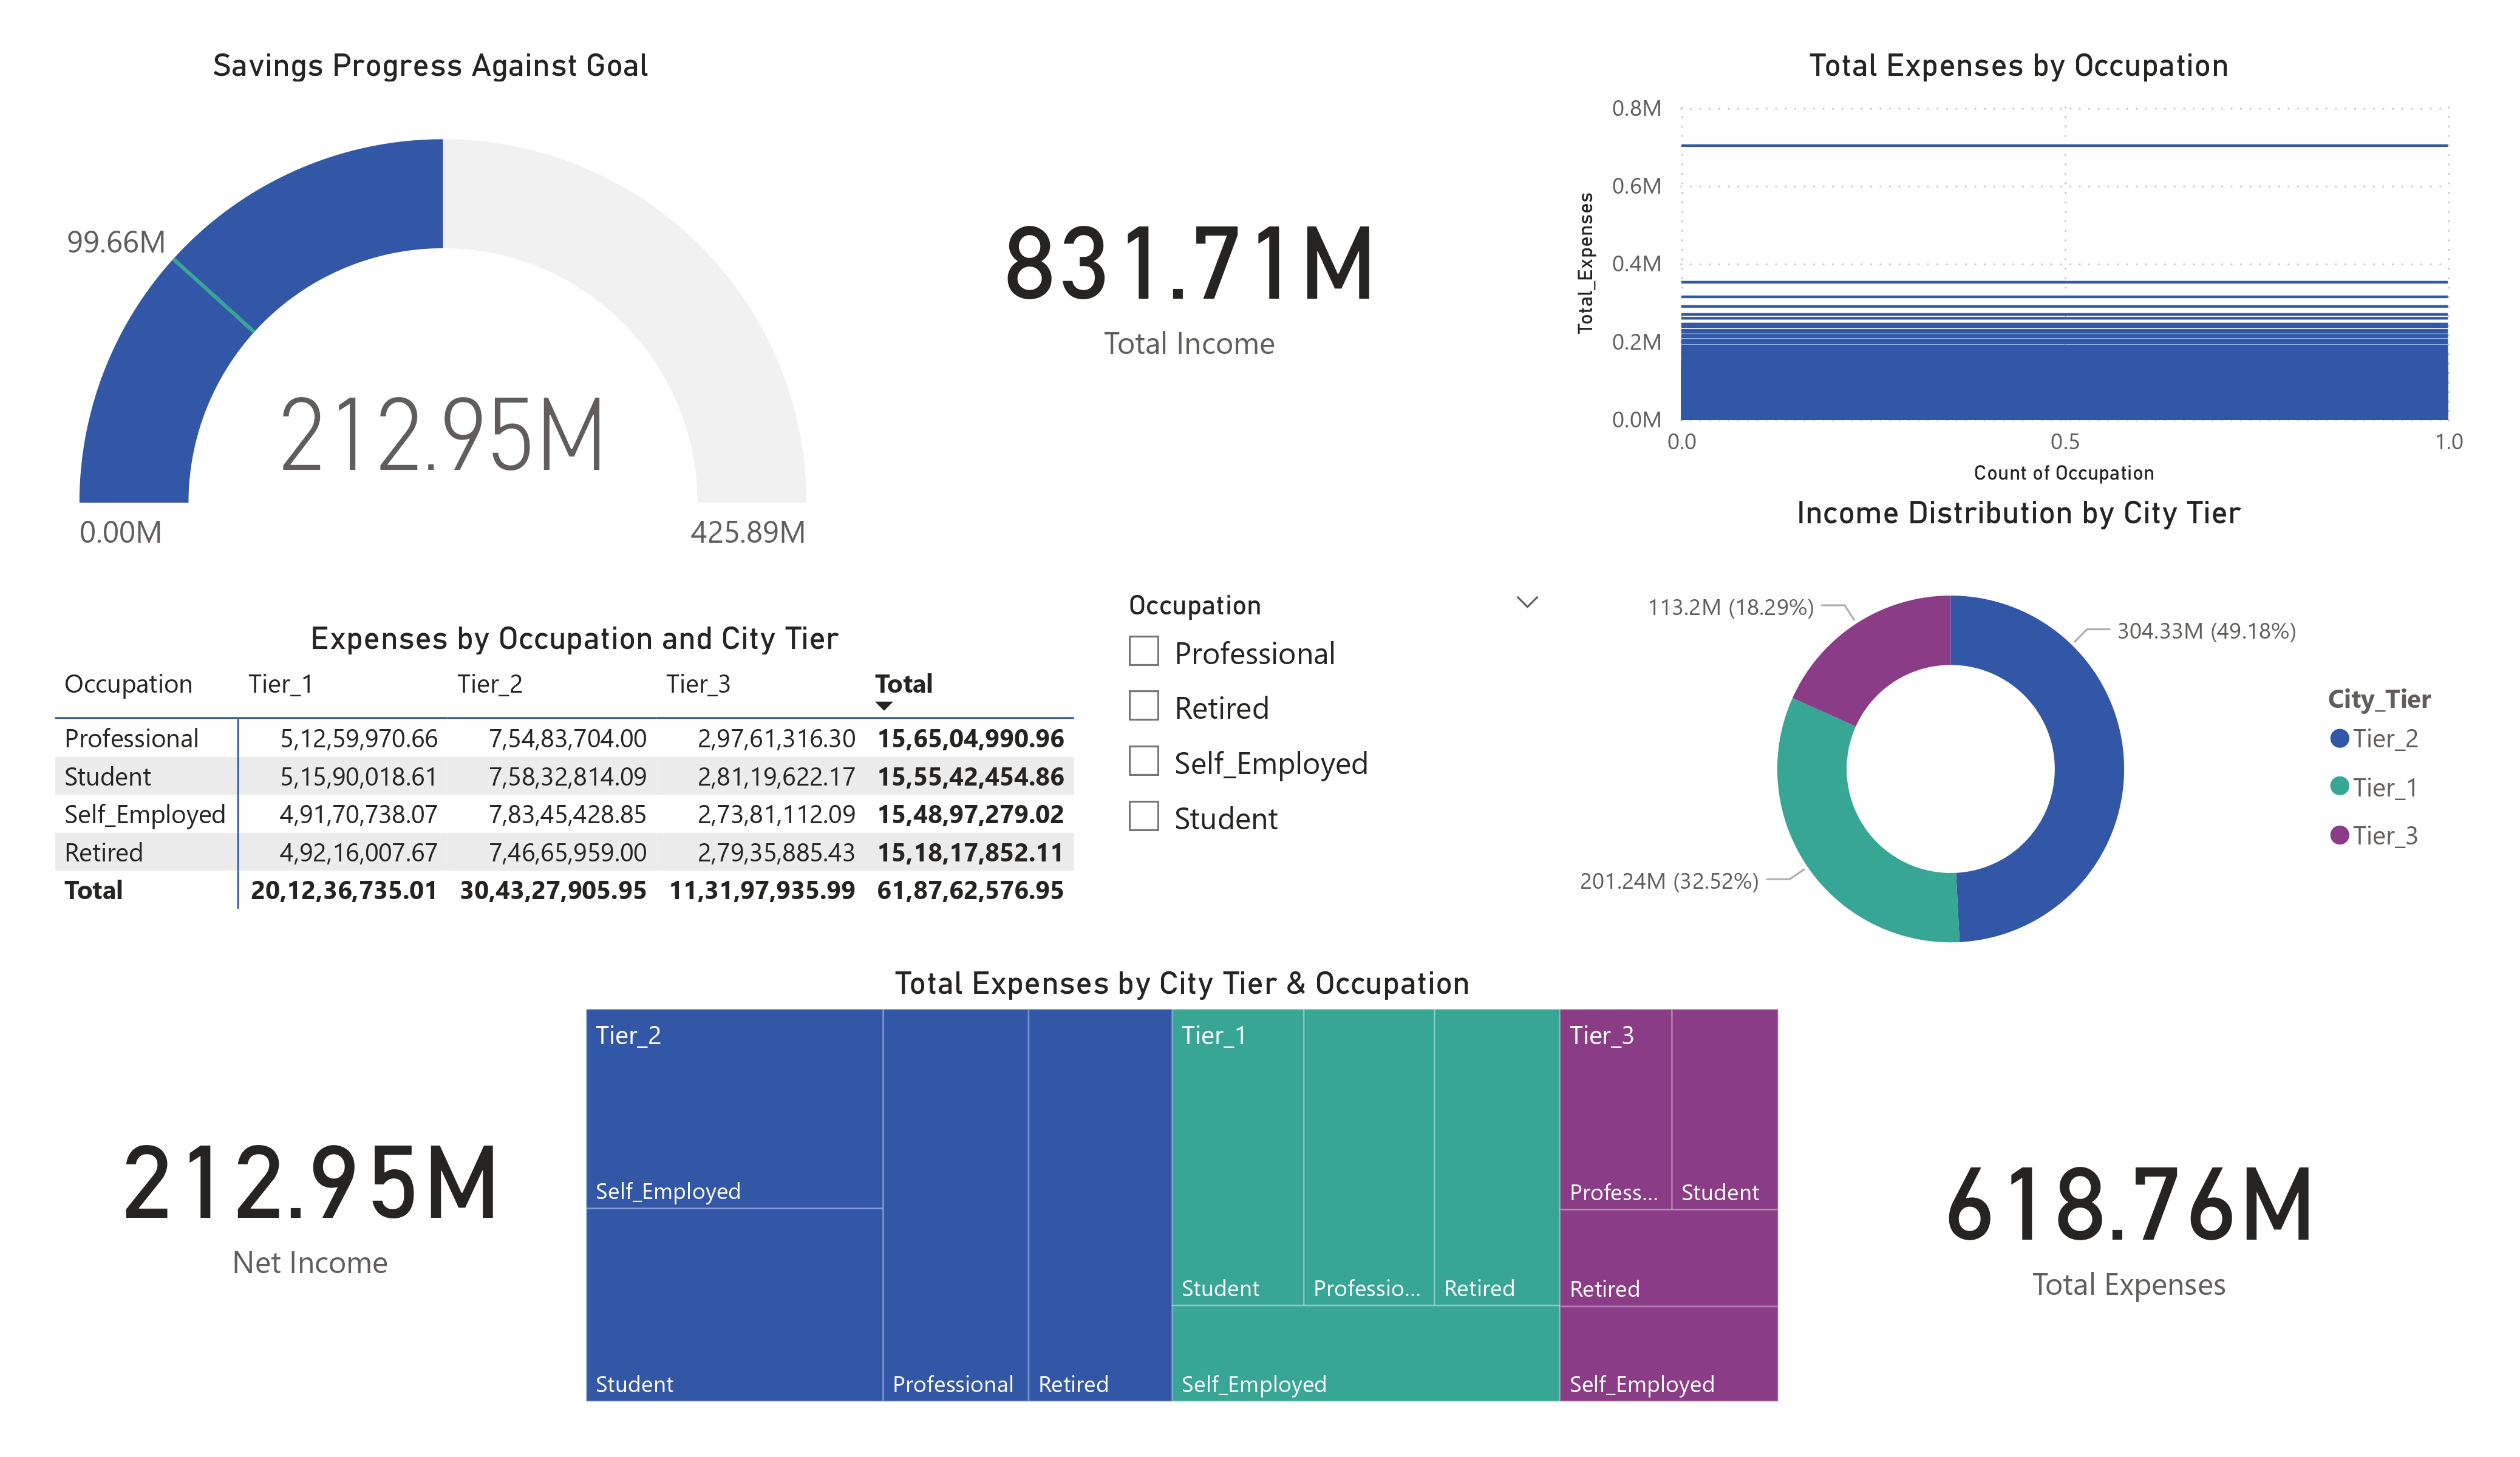 Savings Progress Against Goal
99.66M
212.95M
0.00M
425.89M
831.71M
Total Income
Total Expenses by Occupation
Total_Expenses
0.8M
0.6M
0.4M
0.2M
0.0M
0.0
0.5
1.0
Count of Occupation
Expenses by Occupation and City Tier
Occupation Tier_1 Tier_2 Tier_3 Total
Professional 5,12,59,970.66 7,54,83,704.00 2,97,61,316.30 15,65,04,990.96
Student 5,15,90,018.61 7,58,32,814.09 2,81,19,622.17 15,55,42,454.86
Self_Employed 4,91,70,738.07 7,83,45,428.85 2,73,81,112.09 15,48,97,279.02
Retired 4,92,16,007.67 7,46,65,959.00 2,79,35,885.43 15,18,17,852.11
Total 20,12,36,735.01 30,43,27,905.95 11,31,97,935.99 61,87,62,576.95
Occupation
Professional
Retired
Self_Employed
Student
Income Distribution by City Tier
113.2M (18.29%)
304.33M (49.18%)
201.24M (32.52%)
City_Tier
Tier_2
Tier_1
Tier_3
Total Expenses by City Tier & Occupation
Tier_2
Self_Employed
Student
Professional
Retired
Tier_1
Student
Professio...
Retired
Self_Employed
Tier_3
Profess...
Student
Retired
Self_Employed
212.95M
Net Income
618.76M
Total Expenses